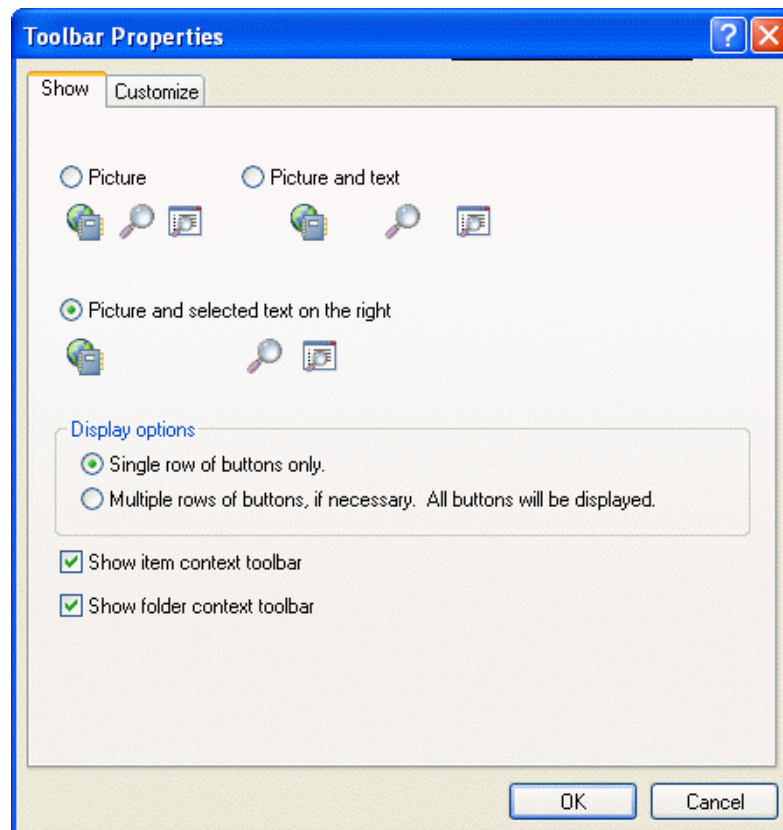 Toolbar Properties
Show Customize
Picture Picture and text
Picture and selected text on the right
Display options
Single row of buttons only.
Multiple rows of buttons, if necessary.  All buttons will be displayed.
Show item context toolbar
Show folder context toolbar
OK Cancel